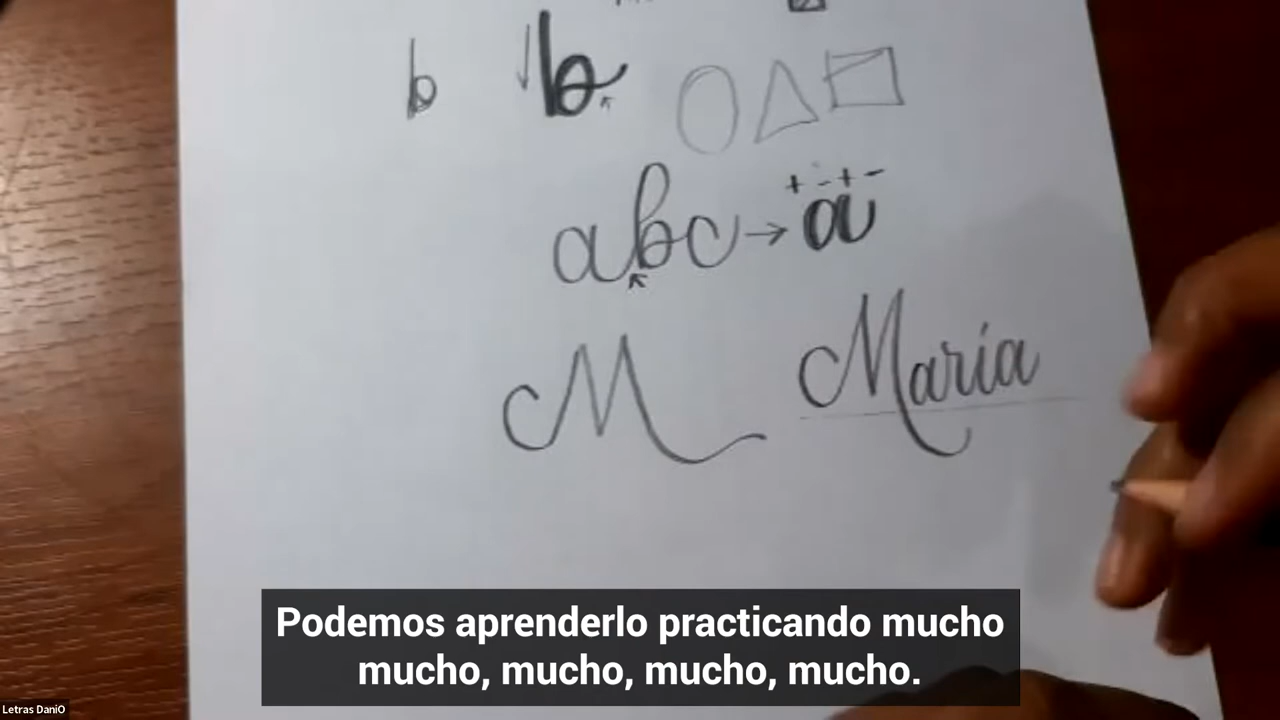 b b
abc → a
+ - + -
M María
Podemos aprenderlo practicando mucho
mucho, mucho, mucho, mucho.
Letras DaniO